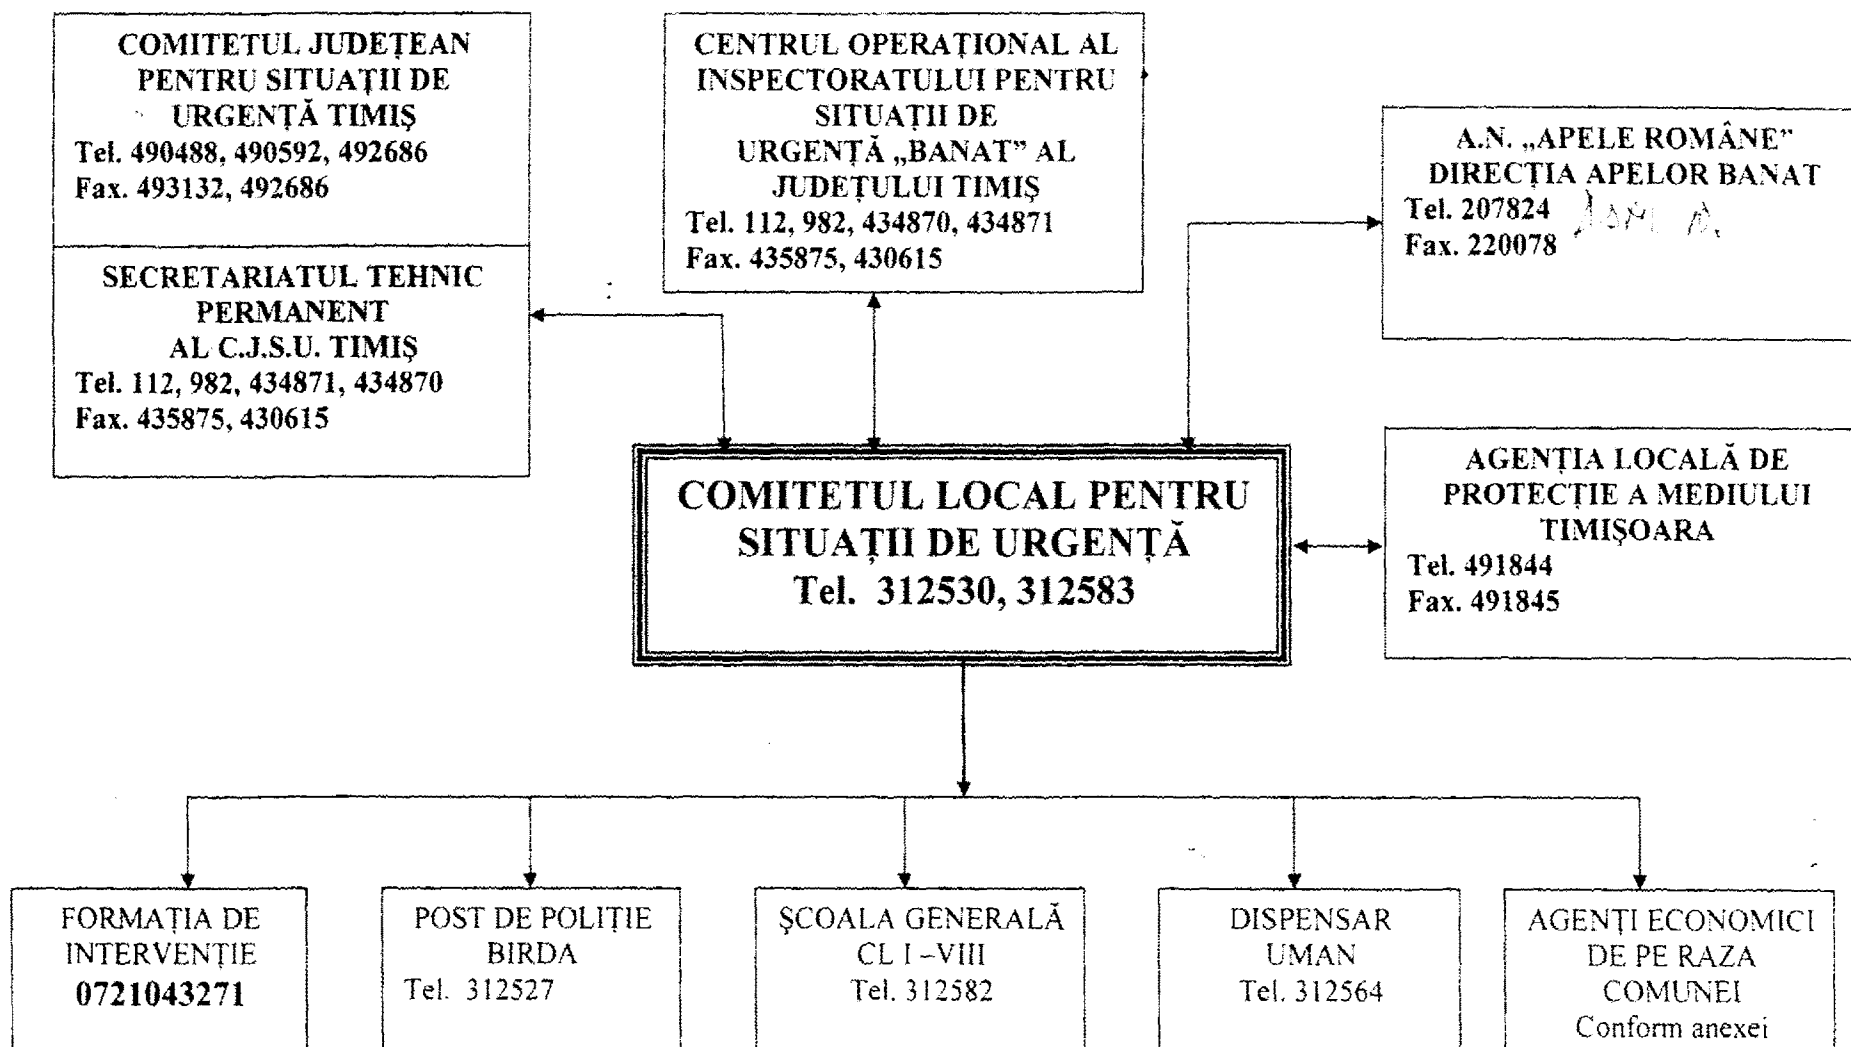 COMITETUL JUDEȚEAN
PENTRU SITUAȚII DE
URGENȚĂ TIMIȘ
Tel. 490488, 490592, 492686
Fax. 493132, 492686
SECRETARIATUL TEHNIC
PERMANENT
AL C.J.S.U. TIMIȘ
Tel. 112, 982, 434871, 434870
Fax. 435875, 430615
CENTRUL OPERAȚIONAL AL
INSPECTORATULUI PENTRU
SITUAȚII DE
URGENȚĂ „BANAT” AL
JUDEȚULUI TIMIȘ
Tel. 112, 982, 434870, 434871
Fax. 435875, 430615
A.N. „APELE ROMÂNE”
DIRECȚIA APELOR BANAT
Tel. 207824
Fax. 220078
AGENȚIA LOCALĂ DE
PROTECȚIE A MEDIULUI
TIMIȘOARA
Tel. 491844
Fax. 491845
COMITETUL LOCAL PENTRU
SITUAȚII DE URGENȚĂ
Tel. 312530, 312583
FORMAȚIA DE
INTERVENȚIE
0721043271
POST DE POLIȚIE
BIRDA
Tel. 312527
ȘCOALA GENERALĂ
CL I –VIII
Tel. 312582
DISPENSAR
UMAN
Tel. 312564
AGENȚI ECONOMICI
DE PE RAZA
COMUNEI
Conform anexei